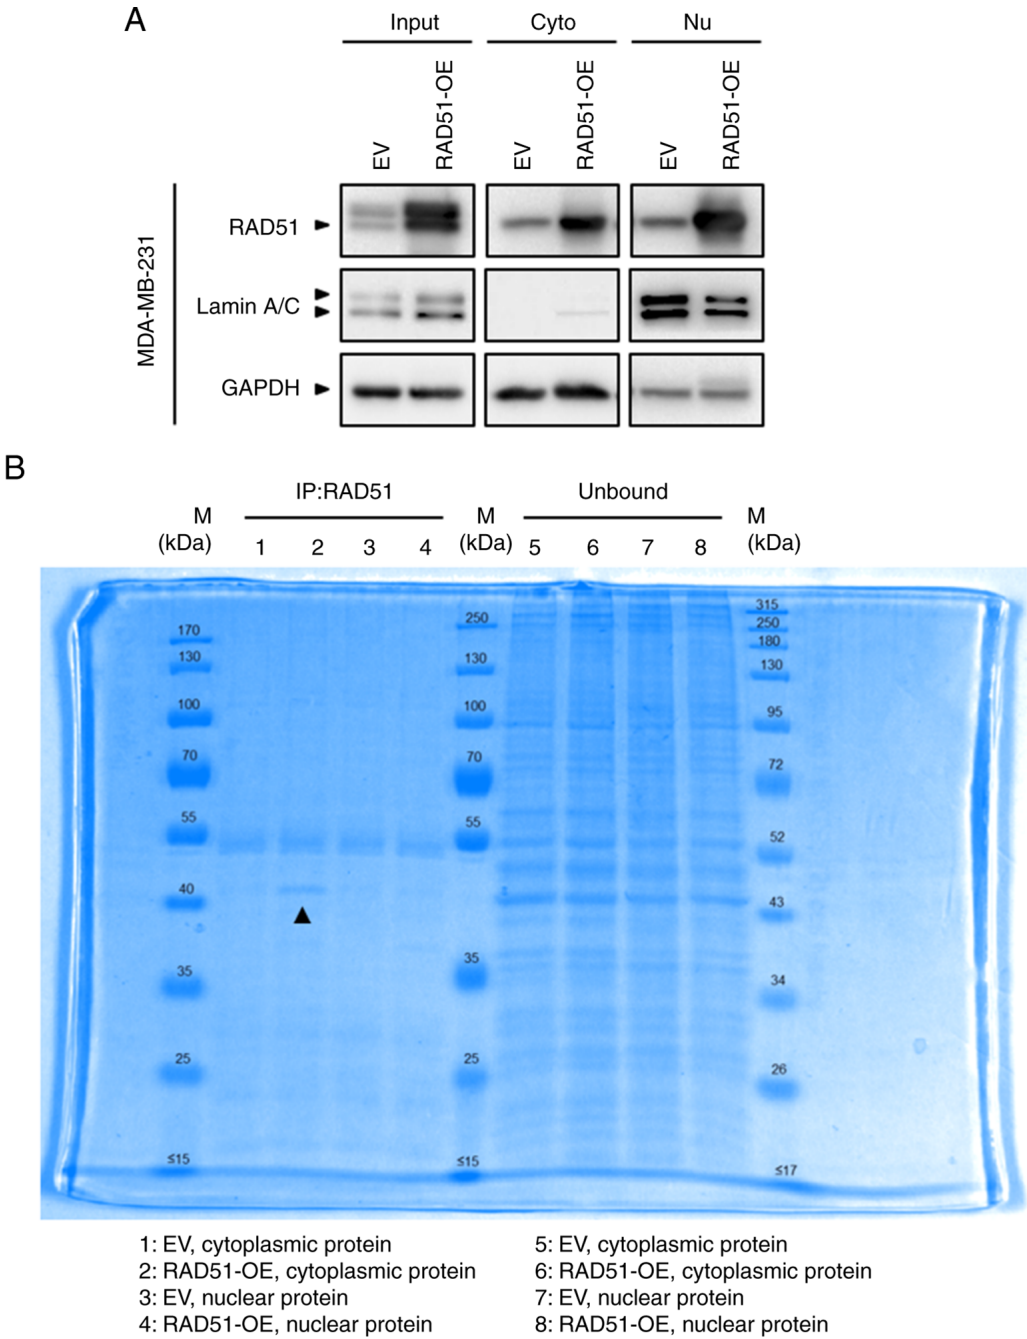 A
Input Cyto Nu
EV RAD51-OE EV RAD51-OE EV RAD51-OE
MDA-MB-231
RAD51
Lamin A/C
GAPDH
B
IP:RAD51 Unbound
M M M
(kDa) 1 2 3 4 (kDa) 5 6 7 8 (kDa)
170
130
100
70
55
40
35
25
≤15
250
130
100
70
55
35
25
≤15
315
250
180
130
95
72
52
43
34
26
≤17
1: EV, cytoplasmic protein
2: RAD51-OE, cytoplasmic protein
3: EV, nuclear protein
4: RAD51-OE, nuclear protein
5: EV, cytoplasmic protein
6: RAD51-OE, cytoplasmic protein
7: EV, nuclear protein
8: RAD51-OE, nuclear protein